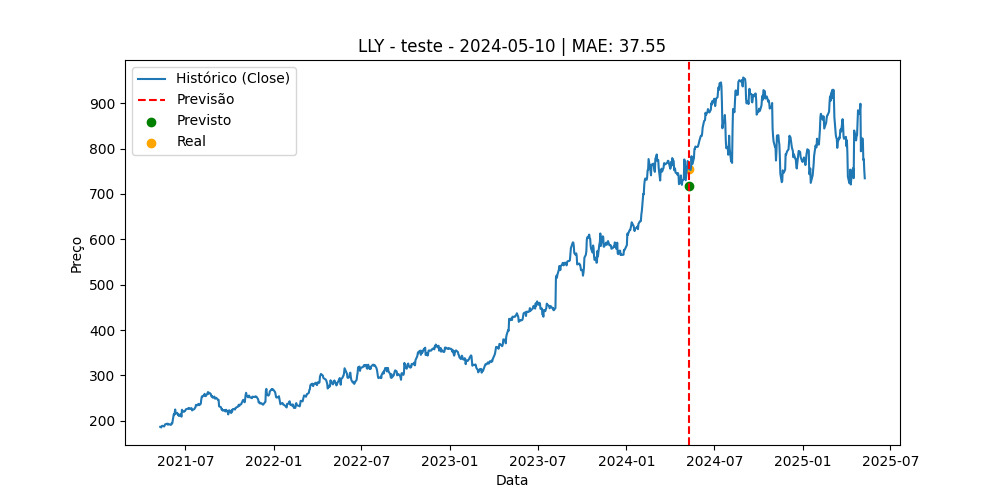 LLY - teste - 2024-05-10 | MAE: 37.55
Histórico (Close)
Previsão
Previsto
Real
900
800
700
600
500
400
300
200
Preço
2021-07 2022-01 2022-07 2023-01 2023-07 2024-01 2024-07 2025-01 2025-07
Data